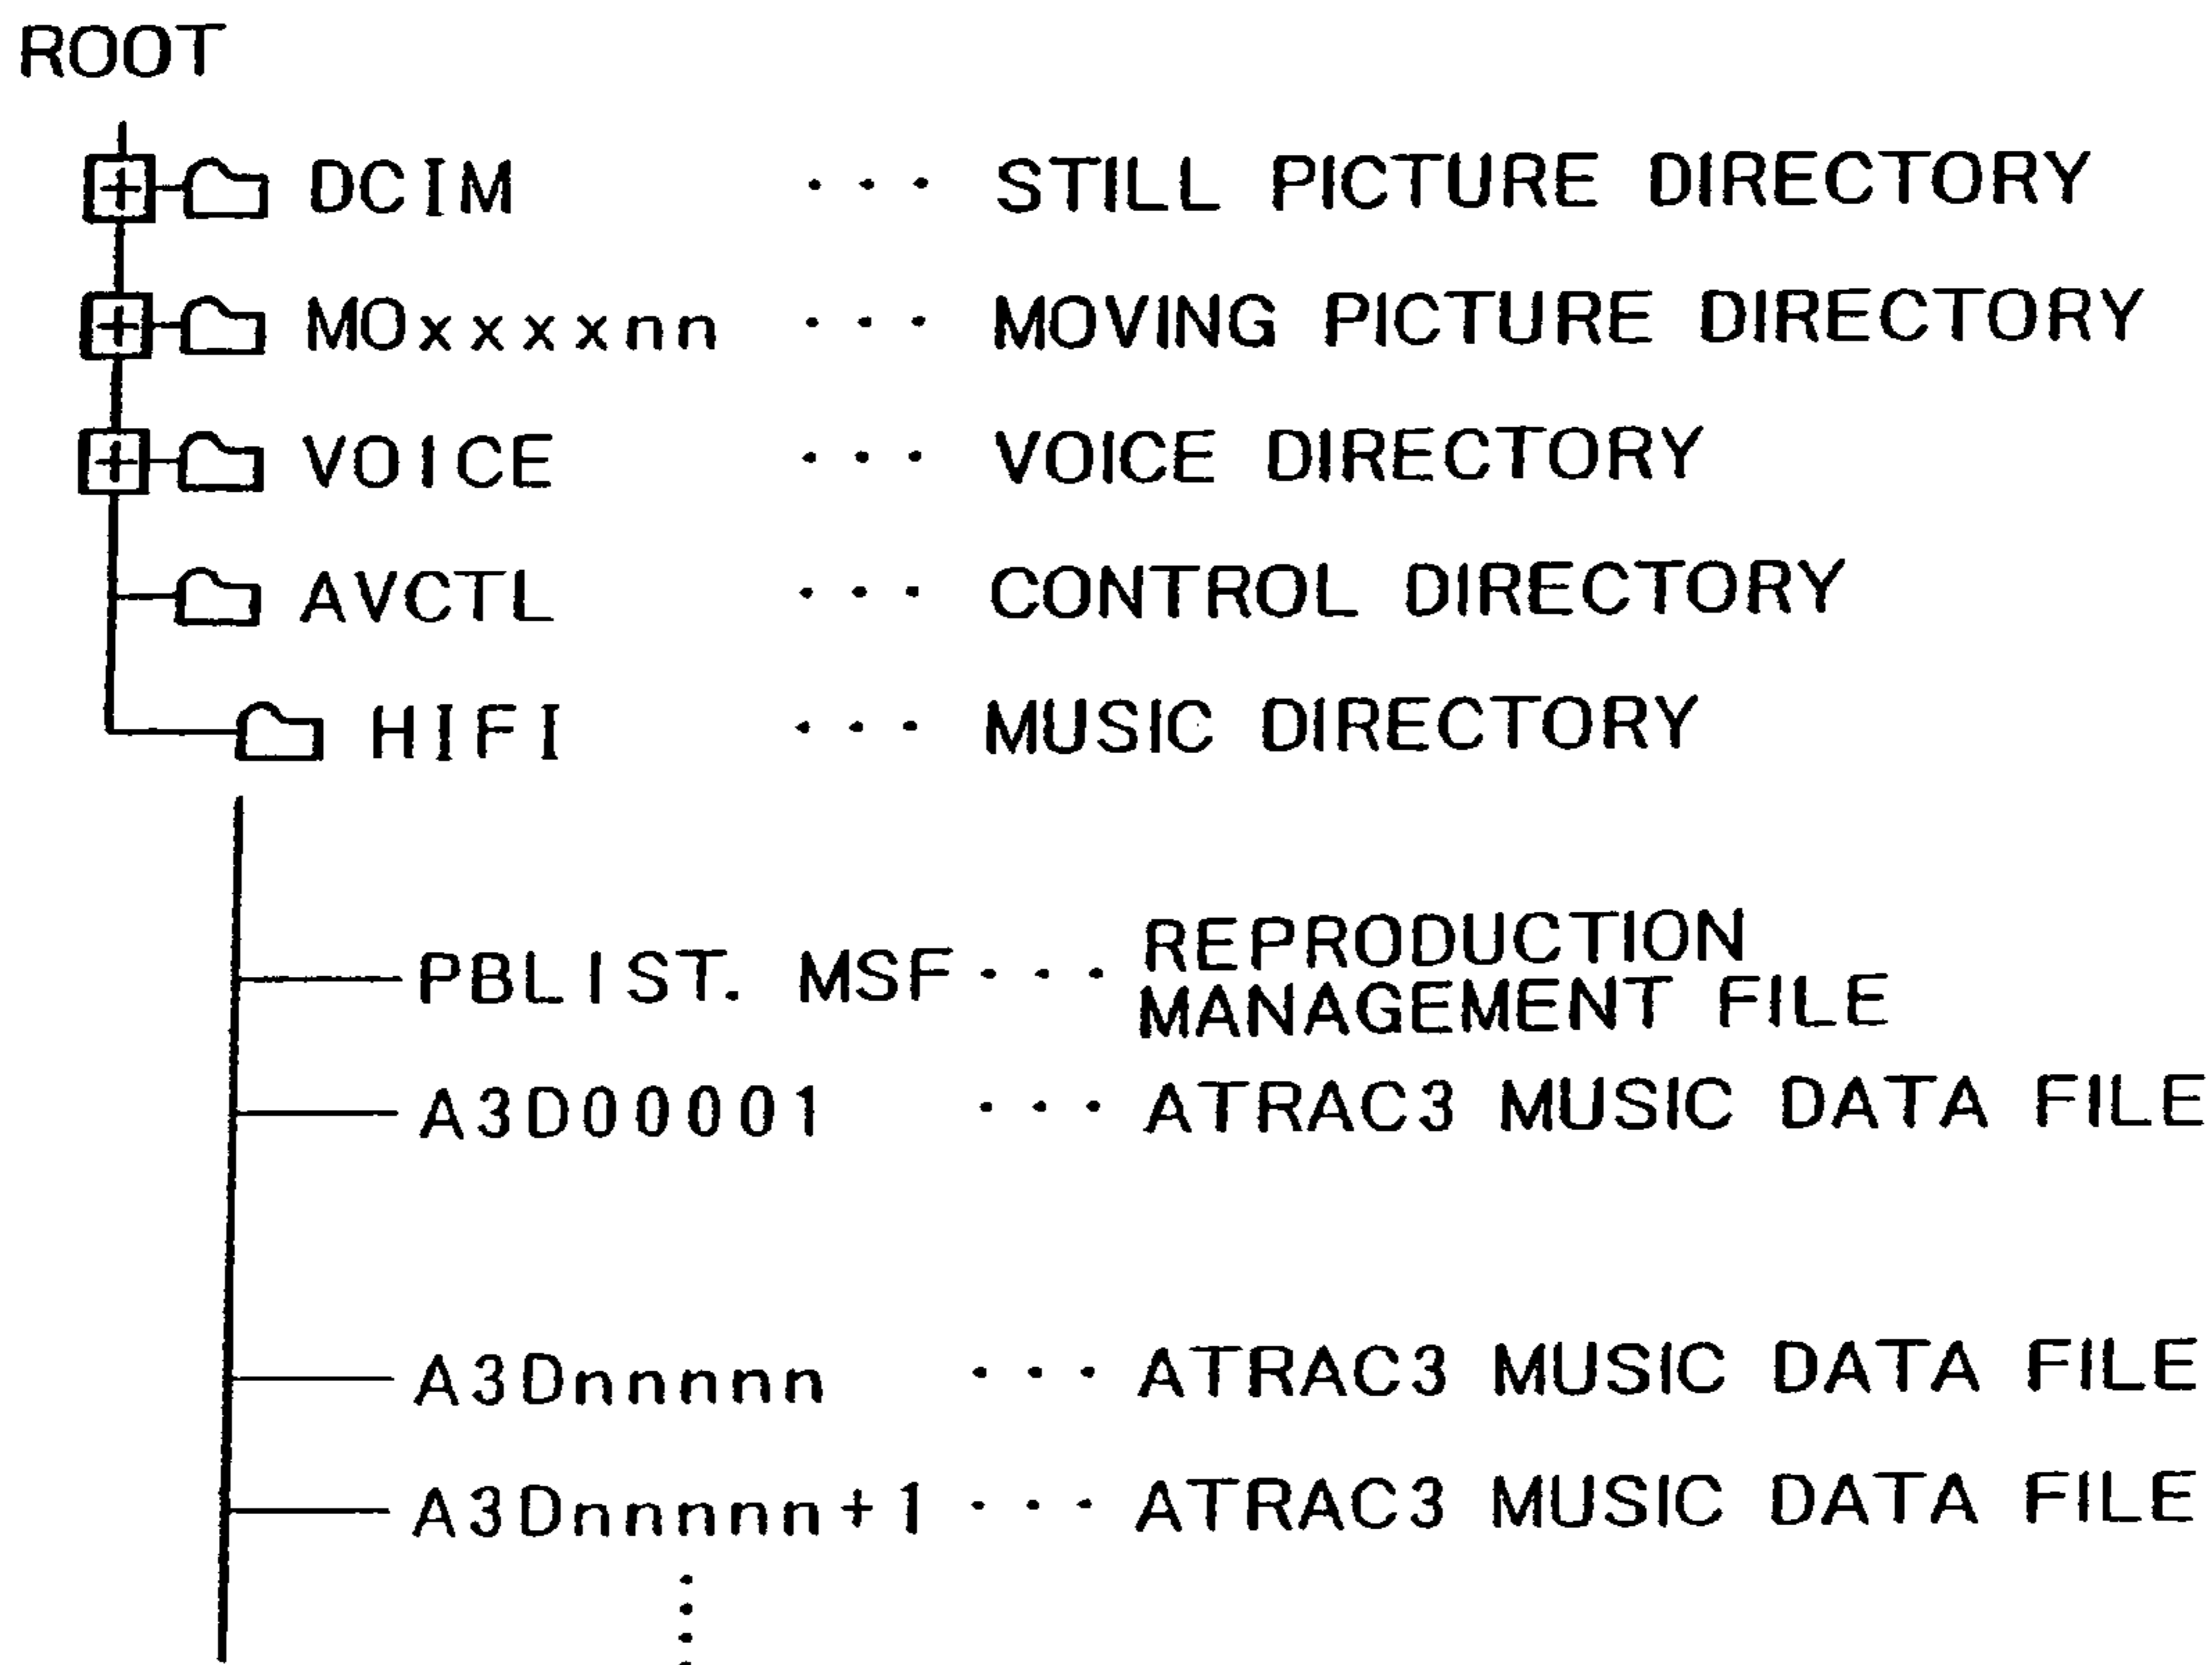 ROOT
DCIM ... STILL PICTURE DIRECTORY
MOxxxxnn ... MOVING PICTURE DIRECTORY
VOICE ... VOICE DIRECTORY
AVCTL ... CONTROL DIRECTORY
HIFI ... MUSIC DIRECTORY
PBLIST. MSF ... REPRODUCTION
MANAGEMENT FILE
A3D00001 ... ATRAC3 MUSIC DATA FILE
A3Dnnnnn ... ATRAC3 MUSIC DATA FILE
A3Dnnnnn+1 ... ATRAC3 MUSIC DATA FILE